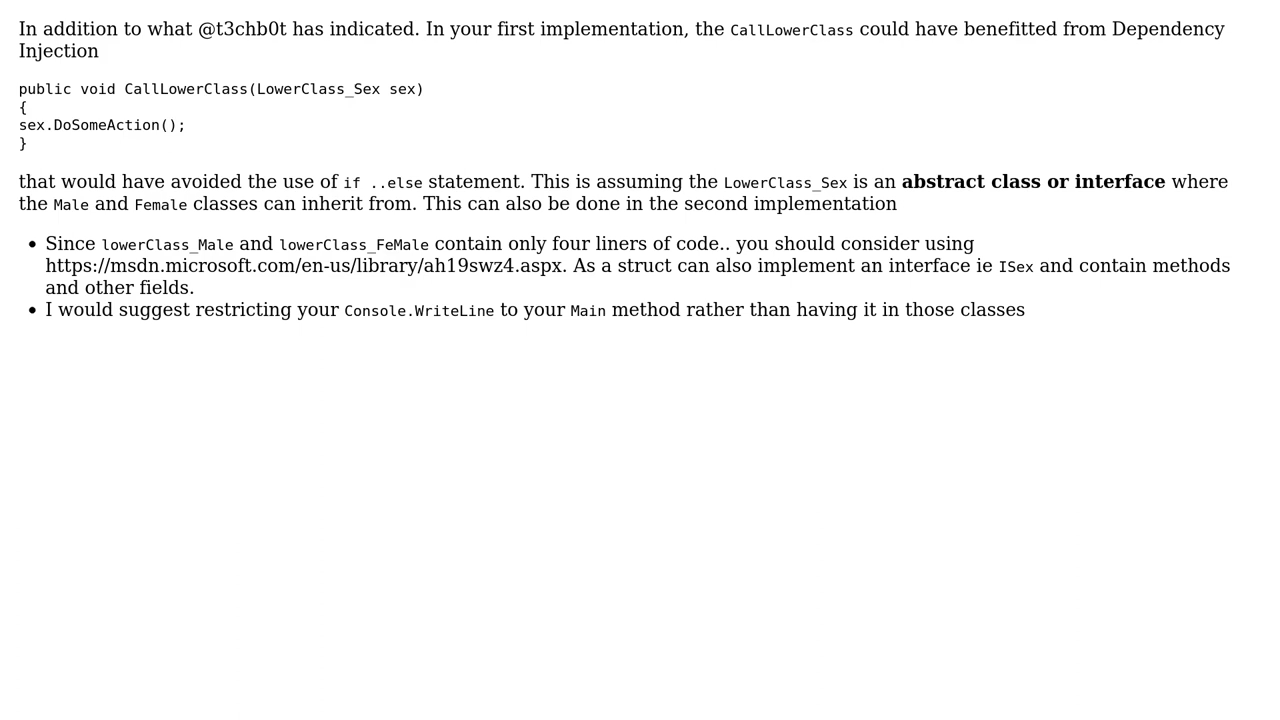 In addition to what @t3chb0t has indicated. In your first implementation, the CallLowerClass could have benefitted from Dependency
Injection
public void CallLowerClass(LowerClass_Sex sex)
{
sex.DoSomeAction();
}
that would have avoided the use of if ..else statement. This is assuming the LowerClass_Sex is an abstract class or interface where
the Male and Female classes can inherit from. This can also be done in the second implementation
• Since lowerClass_Male and lowerClass_FeMale contain only four liners of code.. you should consider using
https://msdn.microsoft.com/en-us/library/ah19swz4.aspx. As a struct can also implement an interface ie ISex and contain methods
and other fields.
• I would suggest restricting your Console.WriteLine to your Main method rather than having it in those classes